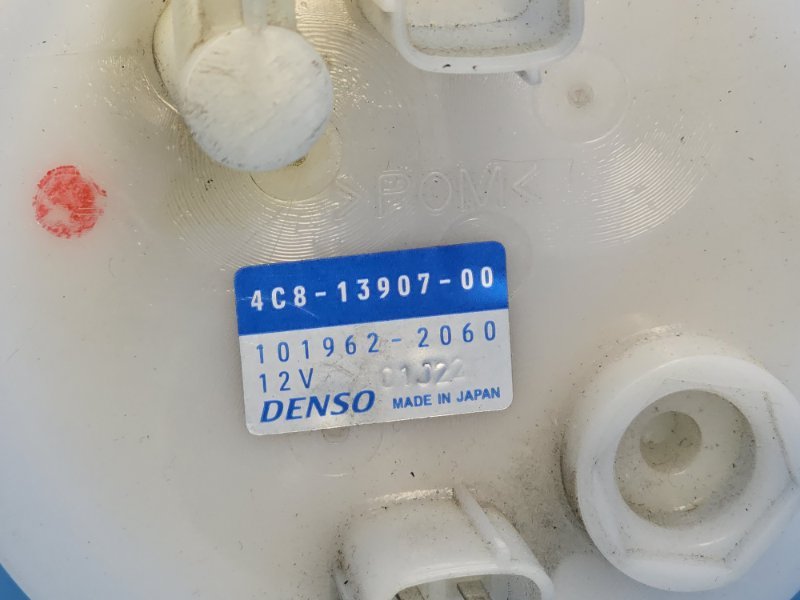 >POM<
4C8-13907-00
101962-2060
12V
DENSO MADE IN JAPAN